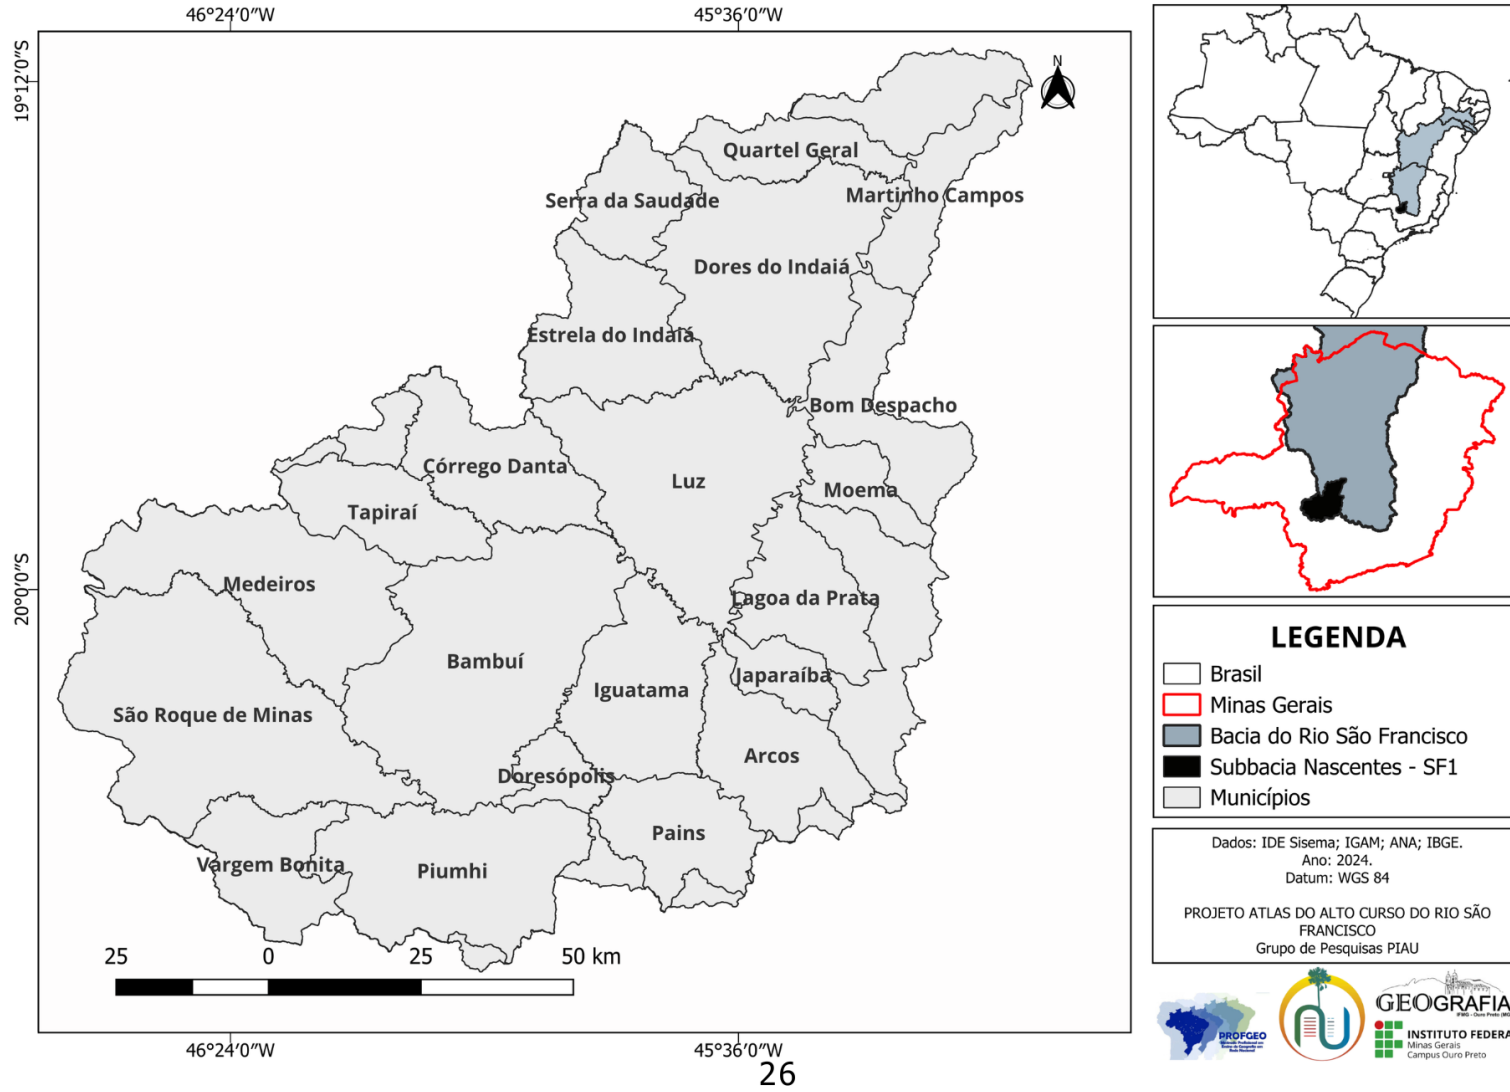 46°24′0″W
45°36′0″W
19°12′0″S
20°0′0″S
N
Quartel Geral
Martinho Campos
Serra da Saudade
Dores do Indaiá
Estrela do Indaiá
Bom Despacho
Córrego Danta
Luz
Moema
Tapiraí
Medeiros
Lagoa da Prata
Bambuí
Japaraíba
Iguatama
São Roque de Minas
Arcos
Doresópolis
Pains
Vargem Bonita
Piumhi
25 0 25 50 km
46°24′0″W
45°36′0″W
LEGENDA
Brasil
Minas Gerais
Bacia do Rio São Francisco
Subbacia Nascentes - SF1
Municípios
Dados: IDE Sisema; IGAM; ANA; IBGE.
Ano: 2024.
Datum: WGS 84
PROJETO ATLAS DO ALTO CURSO DO RIO SÃO
FRANCISCO
Grupo de Pesquisas PIAU
PROFGEO
GEOGRAFIA
IFMG - Ouro Preto (MG)
INSTITUTO FEDERA
Minas Gerais
Campus Ouro Preto
26